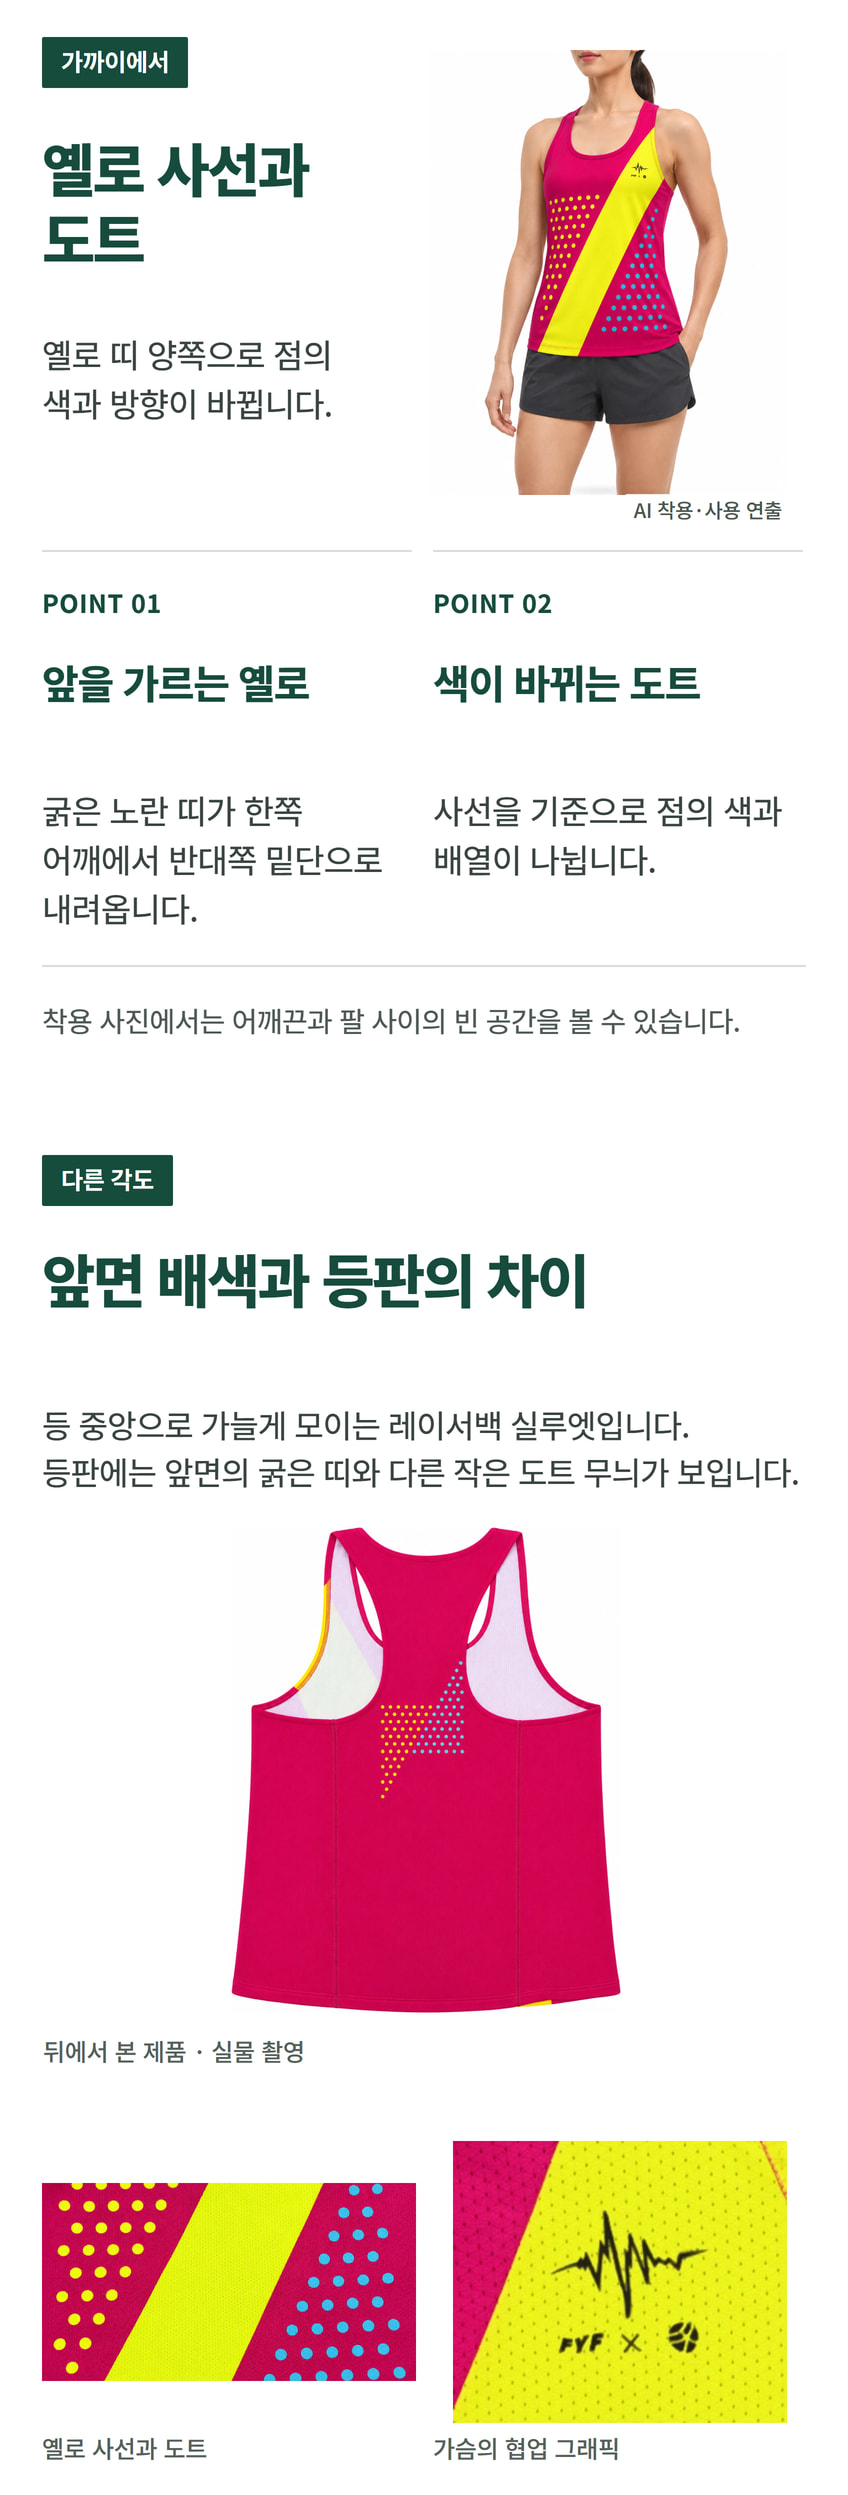 가까이에서
옐로 사선과
도트
옐로 띠 양쪽으로 점의
색과 방향이 바뀝니다.
AI 착용·사용 연출
POINT 01
앞을 가르는 옐로
굵은 노란 띠가 한쪽
어깨에서 반대쪽 밑단으로
내려옵니다.
POINT 02
색이 바뀌는 도트
사선을 기준으로 점의 색과
배열이 나뉩니다.
착용 사진에서는 어깨끈과 팔 사이의 빈 공간을 볼 수 있습니다.
다른 각도
앞면 배색과 등판의 차이
등 중앙으로 가늘게 모이는 레이서백 실루엣입니다.
등판에는 앞면의 굵은 띠와 다른 작은 도트 무늬가 보입니다.
뒤에서 본 제품 · 실물 촬영
FYF X
옐로 사선과 도트
가슴의 협업 그래픽